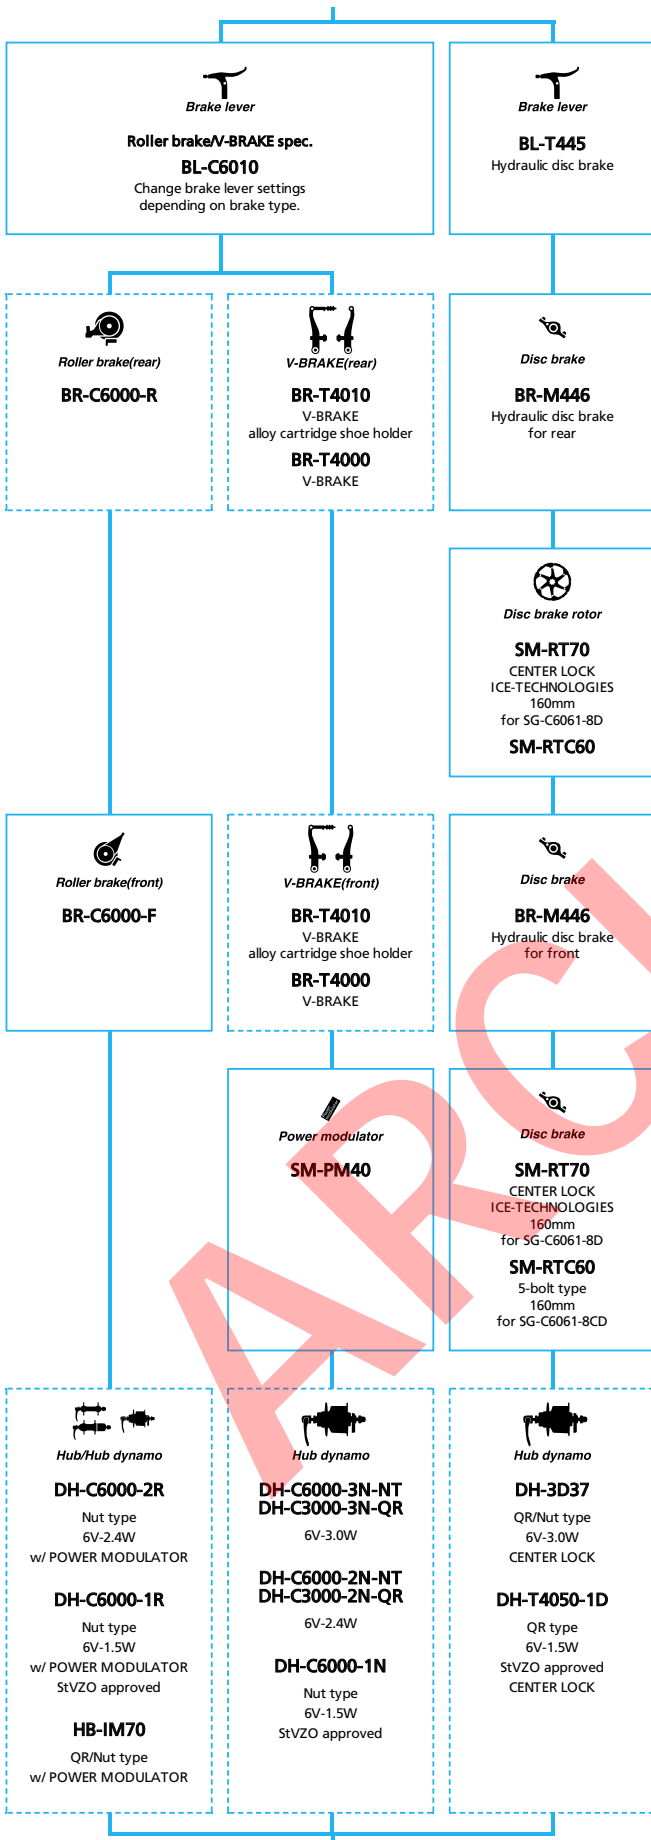 Brake lever
Roller brake/V-BRAKE spec.
BL-C6010
Change brake lever settings
depending on brake type.
Brake lever
BL-T445
Hydraulic disc brake
Roller brake(rear)
BR-C6000-R
V-BRAKE(rear)
BR-T4010
V-BRAKE
alloy cartridge shoe holder
BR-T4000
V-BRAKE
Disc brake
BR-M446
Hydraulic disc brake
for rear
Disc brake rotor
SM-RT70
CENTER LOCK
ICE-TECHNOLOGIES
160mm
for SG-C6061-8D
SM-RTC60
Roller brake(front)
BR-C6000-F
V-BRAKE(front)
BR-T4010
V-BRAKE
alloy cartridge shoe holder
BR-T4000
V-BRAKE
Disc brake
BR-M446
Hydraulic disc brake
for front
Power modulator
SM-PM40
Disc brake
SM-RT70
CENTER LOCK
ICE-TECHNOLOGIES
160mm
for SG-C6061-8D
SM-RTC60
5-bolt type
160mm
for SG-C6061-8CD
Hub/Hub dynamo
DH-C6000-2R
Nut type
6V-2.4W
w/ POWER MODULATOR
DH-C6000-1R
Nut type
6V-1.5W
w/ POWER MODULATOR
StVZO approved
HB-IM70
QR/Nut type
w/ POWER MODULATOR
Hub dynamo
DH-C6000-3N-NT
DH-C3000-3N-QR
6V-3.0W
DH-C6000-2N-NT
DH-C3000-2N-QR
6V-2.4W
DH-C6000-1N
Nut type
6V-1.5W
StVZO approved
Hub dynamo
DH-3D37
QR/Nut type
6V-3.0W
CENTER LOCK
DH-T4050-1D
QR type
6V-1.5W
StVZO approved
CENTER LOCK